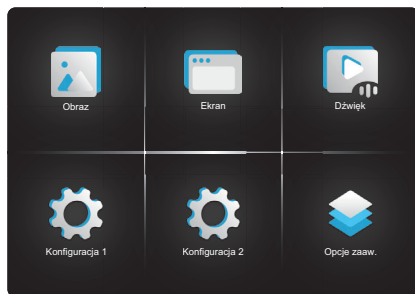 Obraz
Ekran
Dźwięk
Konfiguracja 1
Konfiguracja 2
Opcje zaaw.